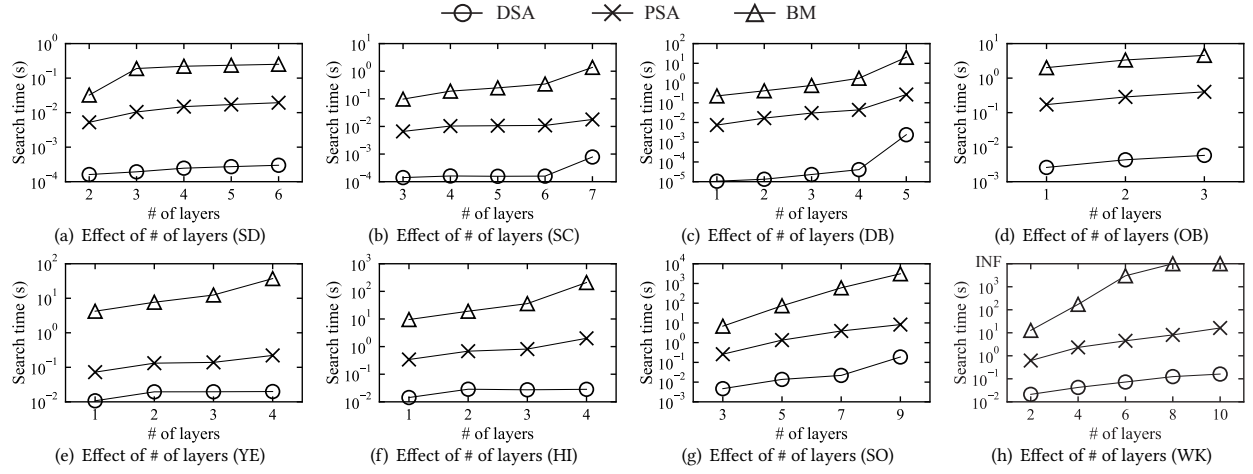 DSA PSA BM
Search time (s)
10^0
10^-1
10^-2
10^-3
10^-4
2 3 4 5 6
# of layers
(a) Effect of # of layers (SD)
Search time (s)
10^1
10^0
10^-1
10^-2
10^-3
10^-4
3 4 5 6 7
# of layers
(b) Effect of # of layers (SC)
Search time (s)
10^2
10^1
10^0
10^-1
10^-2
10^-3
10^-4
10^-5
1 2 3 4 5
# of layers
(c) Effect of # of layers (DB)
Search time (s)
10^1
10^0
10^-1
10^-2
10^-3
1 2 3
# of layers
(d) Effect of # of layers (OB)
Search time (s)
10^2
10^1
10^0
10^-1
10^-2
1 2 3 4
# of layers
(e) Effect of # of layers (YE)
Search time (s)
10^3
10^2
10^1
10^0
10^-1
10^-2
1 2 3 4
# of layers
(f) Effect of # of layers (HI)
Search time (s)
10^4
10^3
10^2
10^1
10^0
10^-1
10^-2
10^-3
3 5 7 9
# of layers
(g) Effect of # of layers (SO)
Search time (s)
INF
10^3
10^2
10^1
10^0
10^-1
10^-2
2 4 6 8 10
# of layers
(h) Effect of # of layers (WK)